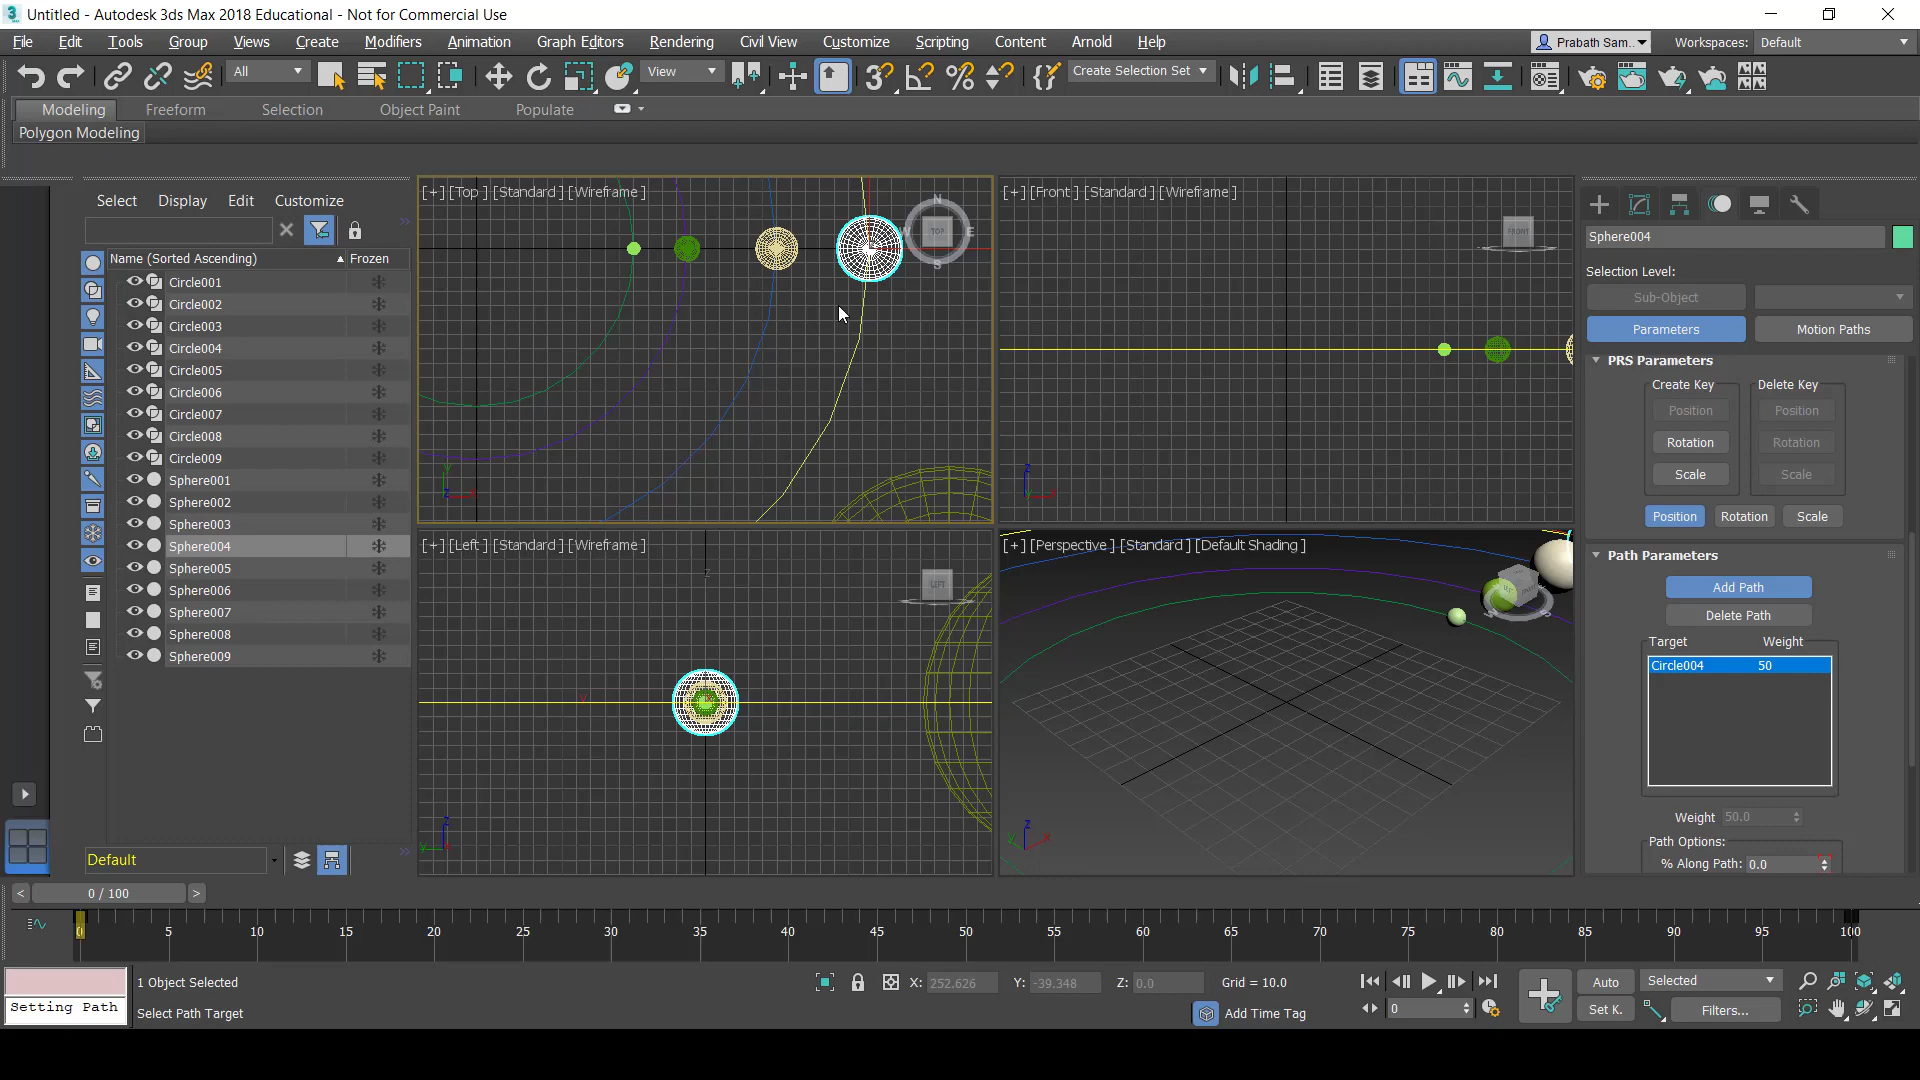 Untitled - Autodesk 3ds Max 2018 Educational - Not for Commercial Use
File Edit Tools Group Views Create Modifiers Animation Graph Editors Rendering Civil View Customize Scripting Content Arnold Help Prabath Sam.. Workspaces: Default
All View Create Selection Set
Modeling Freeform Selection Object Paint Populate
Polygon Modeling
Select Display Edit Customize
Name (Sorted Ascending) Frozen
Circle001
Circle002
Circle003
Circle004
Circle005
Circle006
Circle007
Circle008
Circle009
Sphere001
Sphere002
Sphere003
Sphere004
Sphere005
Sphere006
Sphere007
Sphere008
Sphere009
Default
[+] [Top ] [Standard ] [Wireframe ]
N
W TOP E
S
[+] [Front ] [Standard ] [Wireframe ]
FRONT
[+] [Left ] [Standard ] [Wireframe ]
LEFT
[+] [Perspective ] [Standard ] [Default Shading ]
Sphere004
Selection Level:
Sub-Object
Parameters Motion Paths
PRS Parameters
Create Key Delete Key
Position Position
Rotation Rotation
Scale Scale
Position Rotation Scale
Path Parameters
Add Path
Delete Path
Target Weight
Circle004 50
Weight 50.0
Path Options:
% Along Path: 0.0
< 0 / 100 >
0 5 10 15 20 25 30 35 40 45 50 55 60 65 70 75 80 85 90 95 100
Setting Path
1 Object Selected
Select Path Target
X: 252.626 Y: -39.348 Z: 0.0 Grid = 10.0
Add Time Tag
0
Auto Selected
Set K. Filters...